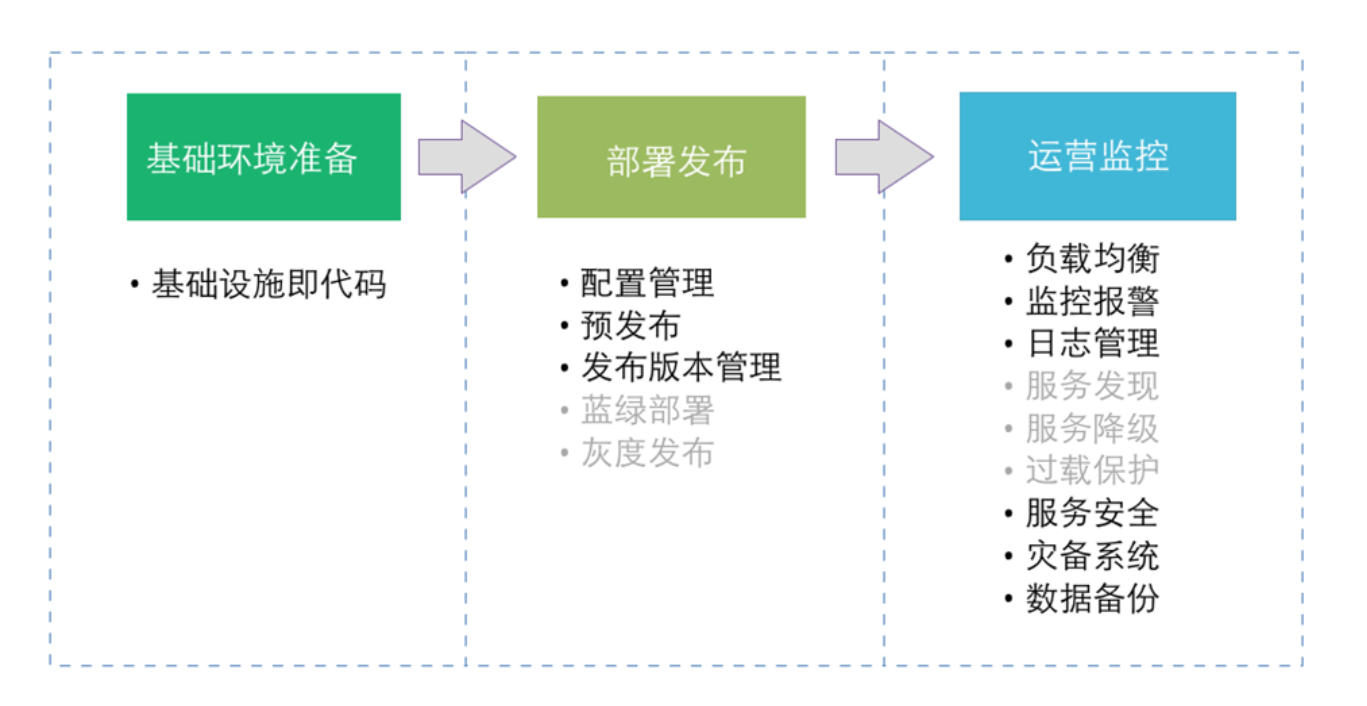 基础环境准备
• 基础设施即代码
部署发布
• 配置管理
• 预发布
• 发布版本管理
• 蓝绿部署
• 灰度发布
运营监控
• 负载均衡
• 监控报警
• 日志管理
• 服务发现
• 服务降级
• 过载保护
• 服务安全
• 灾备系统
• 数据备份